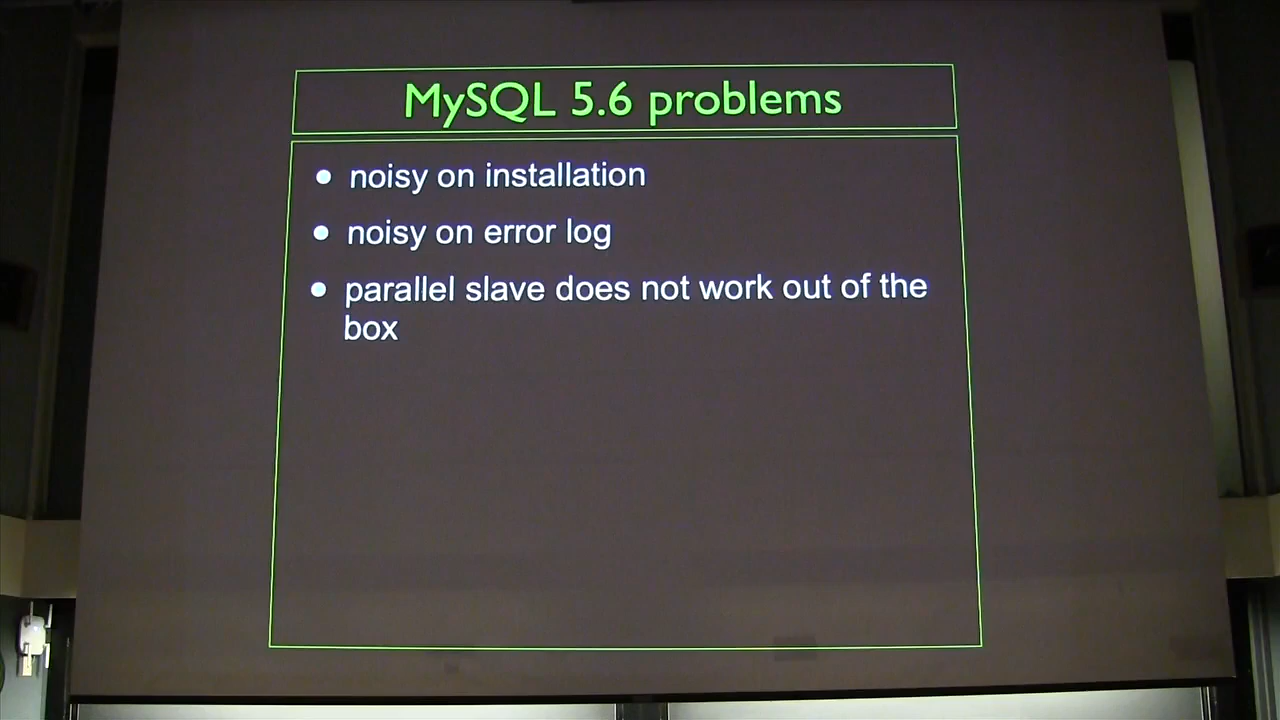 MySQL 5.6 problems
• noisy on installation
• noisy on error log
• parallel slave does not work out of the
box